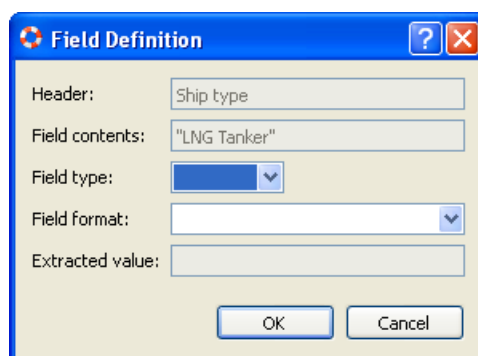 Field Definition
Header: Ship type
Field contents: "LNG Tanker"
Field type:
Field format:
Extracted value:
OK Cancel